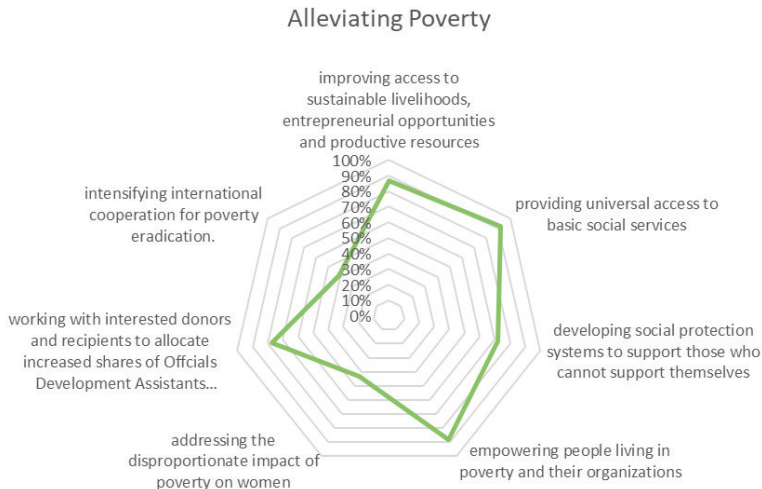 Alleviating Poverty
improving access to
sustainable livelihoods,
entrepreneurial opportunities
and productive resources
100%
90%
80%
70%
60%
50%
40%
30%
20%
10%
0%
providing universal access to
basic social services
developing social protection
systems to support those who
cannot support themselves
empowering people living in
poverty and their organizations
addressing the
disproportionate impact of
poverty on women
working with interested donors
and recipients to allocate
increased shares of Offcials
Development Assistants...
intensifying international
cooperation for poverty
eradication.